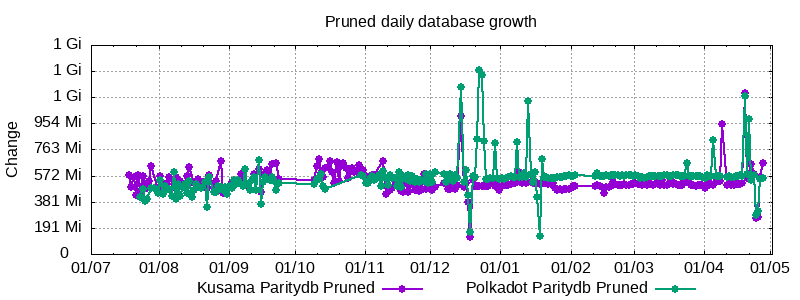 Pruned daily database growth
1 Gi
1 Gi
1 Gi
954 Mi
763 Mi
572 Mi
381 Mi
191 Mi
0
Change
01/07 01/08 01/09 01/10 01/11 01/12 01/01 01/02 01/03 01/04 01/05
Kusama Paritydb Pruned Polkadot Paritydb Pruned